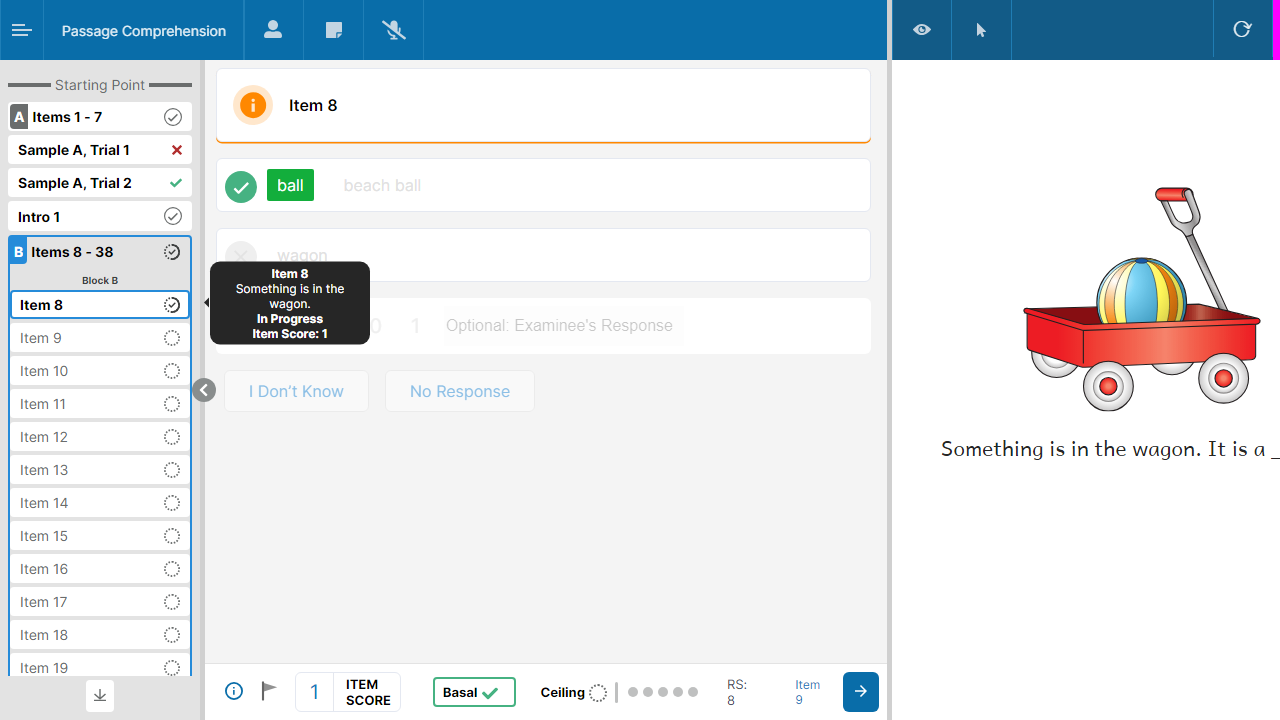 Passage Comprehension
Starting Point
A Items 1 - 7
Sample A, Trial 1
Sample A, Trial 2
Intro 1
B Items 8 - 38
Block B
Item 8
Item 9
Item 10
Item 11
Item 12
Item 13
Item 14
Item 15
Item 16
Item 17
Item 18
Item 19
Item 8
ball beach ball
wagon
Item 8
Something is in the
wagon.
In Progress
Item Score: 1
0 1 Optional: Examinee's Response
I Don't Know No Response
1 ITEM
SCORE
Basal
Ceiling
RS:
8
Item
9
Something is in the wagon. It is a _